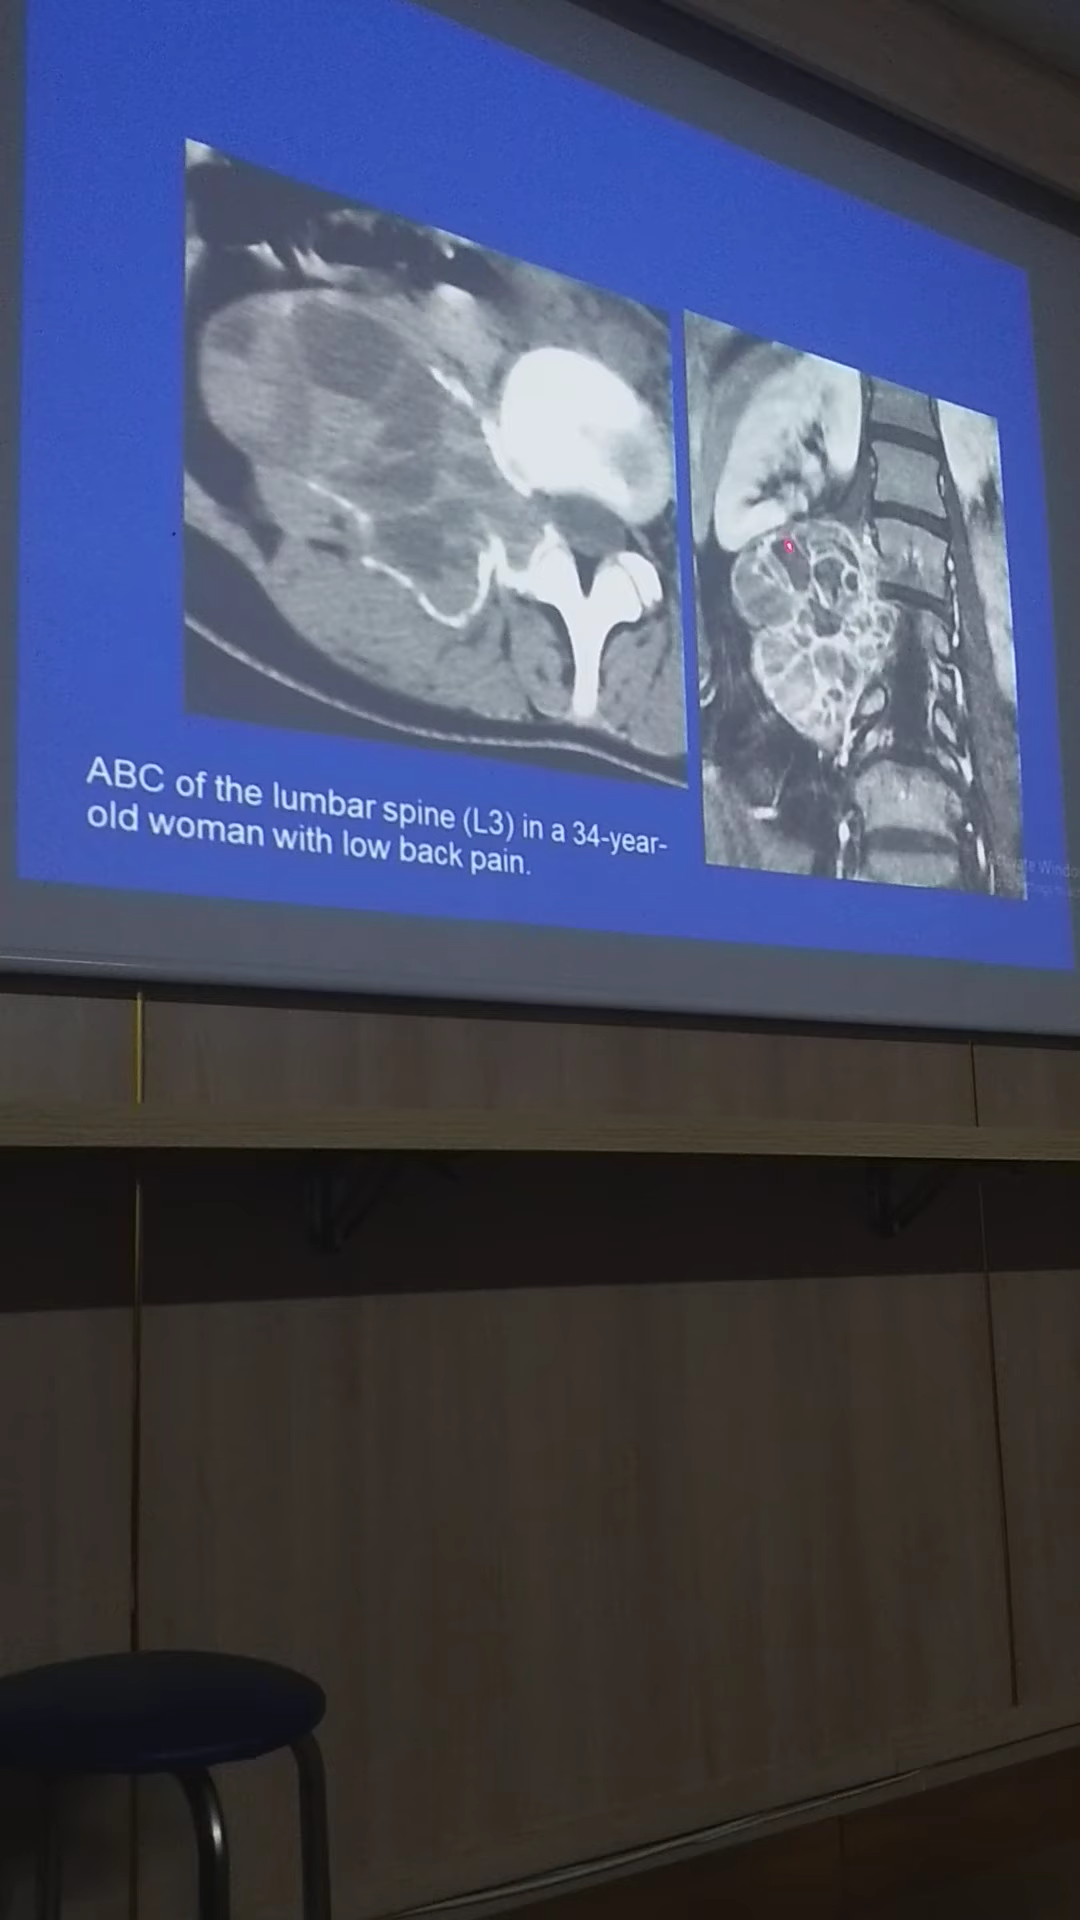 ABC of the lumbar spine (L3) in a 34-year-
old woman with low back pain.